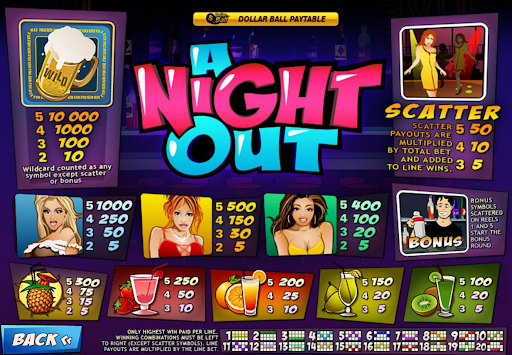 $ Dollar Ball DOLLAR BALL PAYTABLE
A
NIGHT
OUT
WILD
5 10 000
4 1000
3 100
2 10
Wildcard counted as any
symbol except scatter
or bonus.
SCATTER
SCATTER
PAYOUTS ARE
MULTIPLIED
BY TOTAL BET
AND ADDED
TO LINE WINS.
5 50
4 10
3 5
5 1000
4 250
3 50
2 5
5 500
4 150
3 30
2 5
5 400
4 100
3 20
2 5
BONUS
BONUS
SYMBOLS
SCATTERED
ON REELS
1 AND 5
START THE
BONUS
ROUND.
5 300
4 75
3 15
2 5
5 250
4 50
3 10
5 200
4 25
3 10
5 150
4 20
3 5
5 100
4 20
3 5
BACK <<
ONLY HIGHEST WIN PAID PER LINE.
WINNING COMBINATIONS MUST BE LEFT
TO RIGHT (EXCEPT SCATTER SYMBOLS). LINE
PAYOUTS ARE MULTIPLIED BY THE LINE BET.
1 2 3 4 5 6 7 8 9 10
11 12 13 14 15 16 17 18 19 20